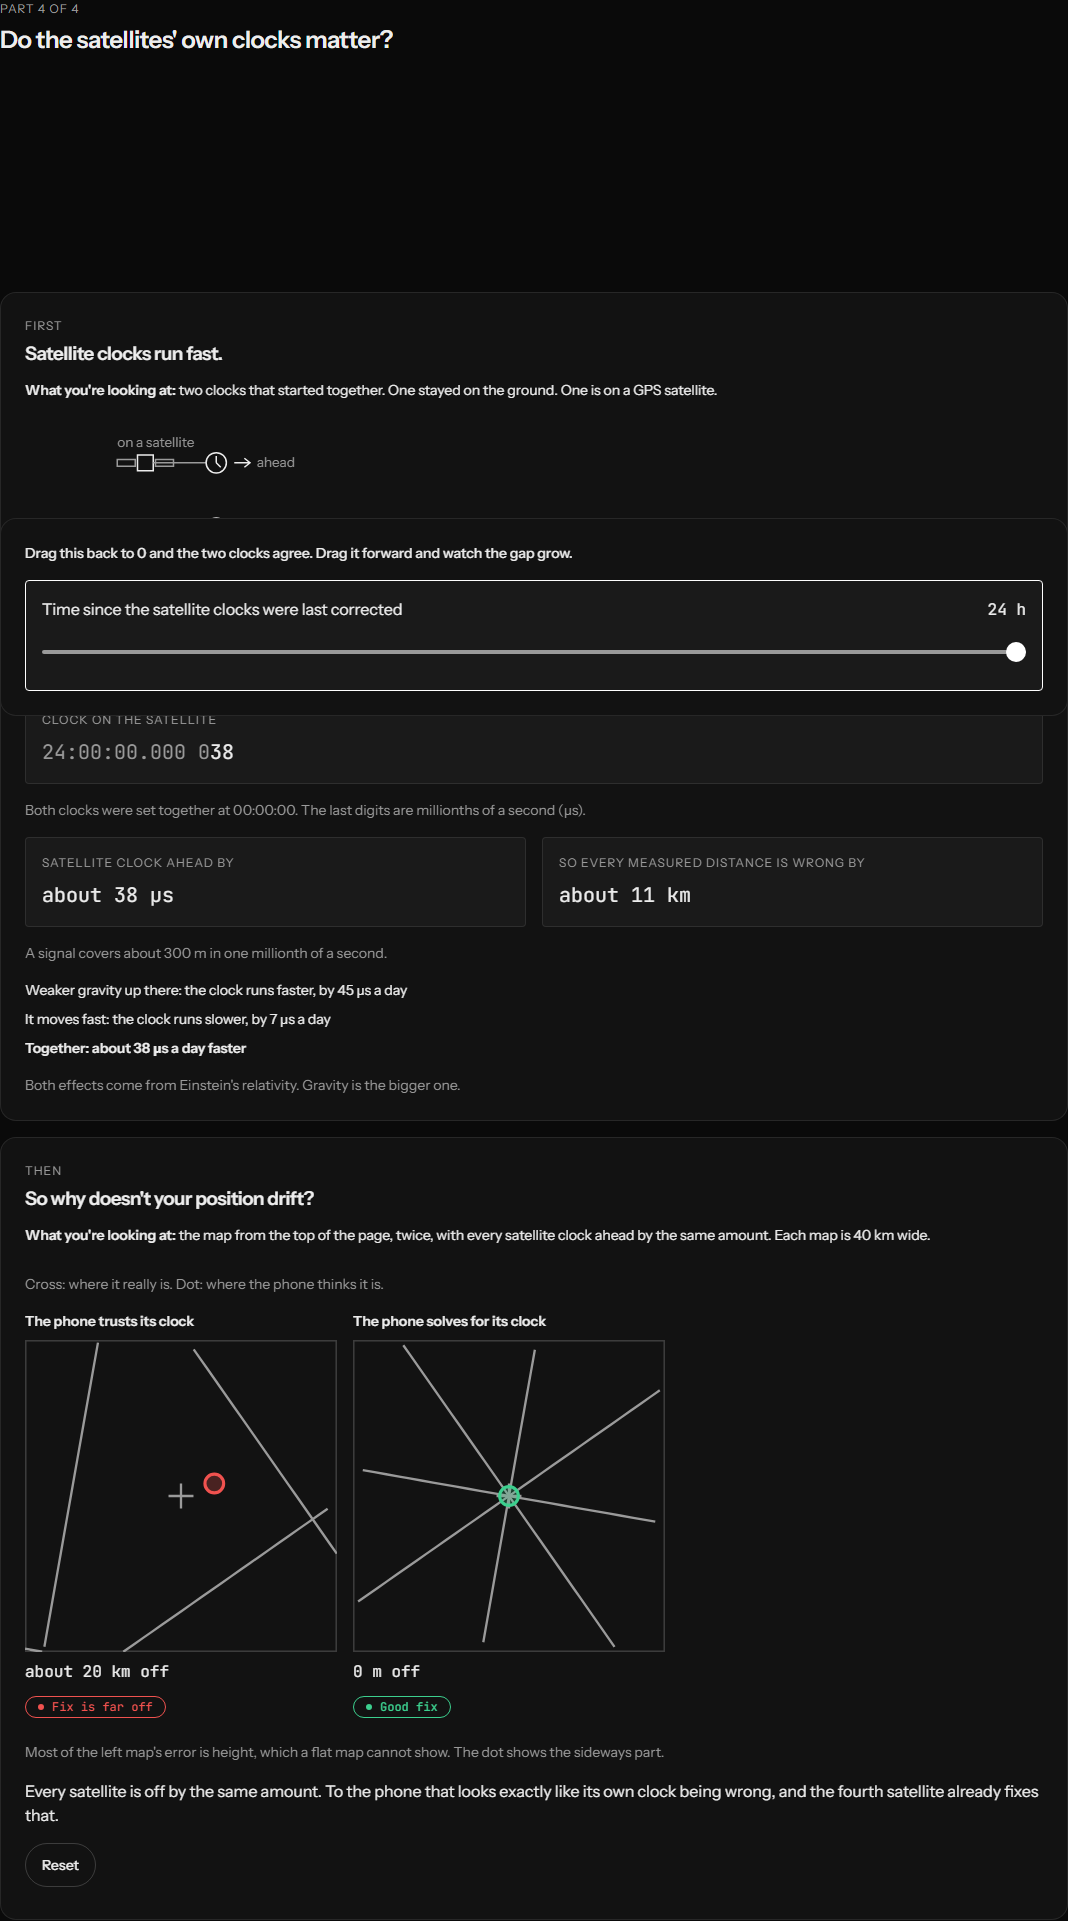 PART 4 OF 4
Do the satellites' own clocks matter?
FIRST
Satellite clocks run fast.
What you're looking at: two clocks that started together. One stayed on the ground. One is on a GPS satellite.
on a satellite
ahead
Drag this back to 0 and the two clocks agree. Drag it forward and watch the gap grow.
Time since the satellite clocks were last corrected 24 h
CLOCK ON THE SATELLITE
24:00:00.000 038
Both clocks were set together at 00:00:00. The last digits are millionths of a second (µs).
SATELLITE CLOCK AHEAD BY
about 38 µs
SO EVERY MEASURED DISTANCE IS WRONG BY
about 11 km
A signal covers about 300 m in one millionth of a second.
Weaker gravity up there: the clock runs faster, by 45 µs a day
It moves fast: the clock runs slower, by 7 µs a day
Together: about 38 µs a day faster
Both effects come from Einstein's relativity. Gravity is the bigger one.
THEN
So why doesn't your position drift?
What you're looking at: the map from the top of the page, twice, with every satellite clock ahead by the same amount. Each map is 40 km wide.
Cross: where it really is. Dot: where the phone thinks it is.
The phone trusts its clock
about 20 km off
Fix is far off
The phone solves for its clock
0 m off
Good fix
Most of the left map's error is height, which a flat map cannot show. The dot shows the sideways part.
Every satellite is off by the same amount. To the phone that looks exactly like its own clock being wrong, and the fourth satellite already fixes
that.
Reset